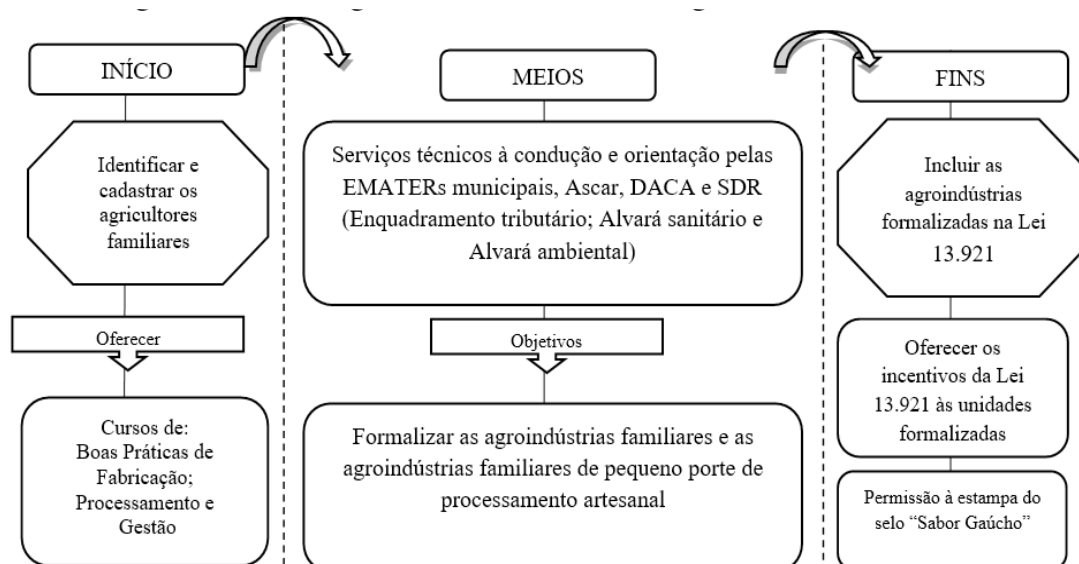 INÍCIO
Identificar e
cadastrar os
agricultores
familiares
Oferecer
Cursos de:
Boas Práticas de
Fabricação;
Processamento e
Gestão
MEIOS
Serviços técnicos à condução e orientação pelas
EMATERs municipais, Ascar, DACA e SDR
(Enquadramento tributário; Alvará sanitário e
Alvará ambiental)
Objetivos
Formalizar as agroindústrias familiares e as
agroindústrias familiares de pequeno porte de
processamento artesanal
FINS
Incluir as
agroindústrias
formalizadas na Lei
13.921
Oferecer os
incentivos da Lei
13.921 às unidades
formalizadas
Permissão à estampa do
selo “Sabor Gaúcho”